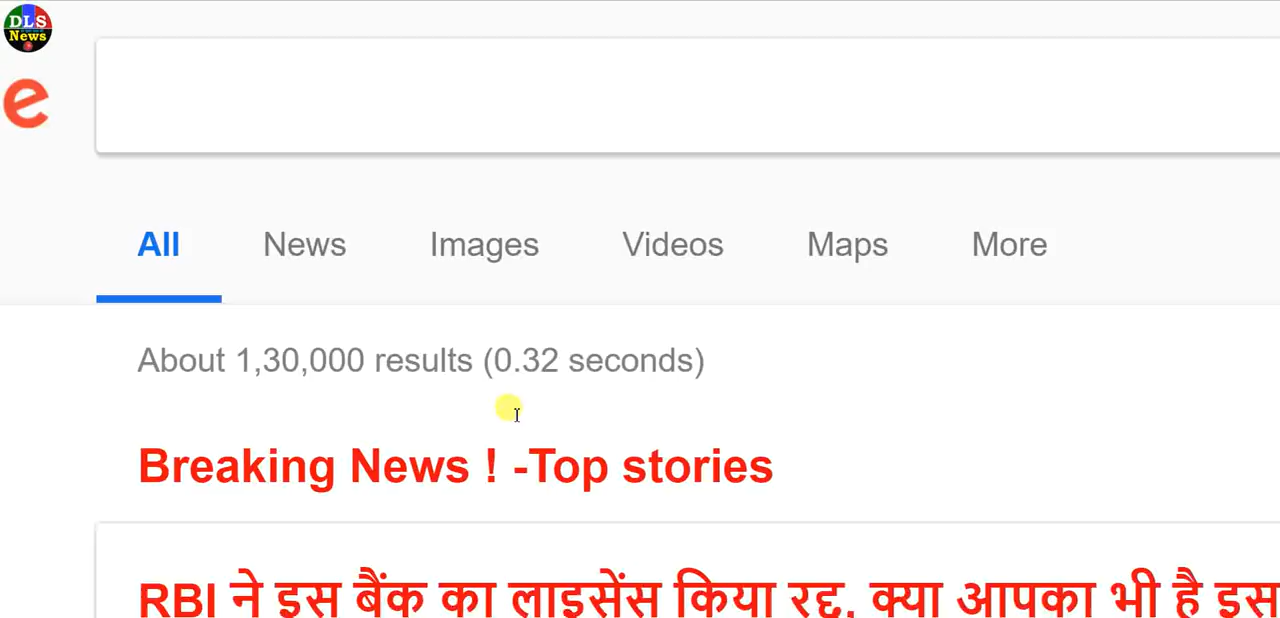 DLS
News
e
All News Images Videos Maps More
About 1,30,000 results (0.32 seconds)
Breaking News ! -Top stories
RBI ने इस बैंक का लाइसेंस किया रद्द, क्या आपका भी है इस